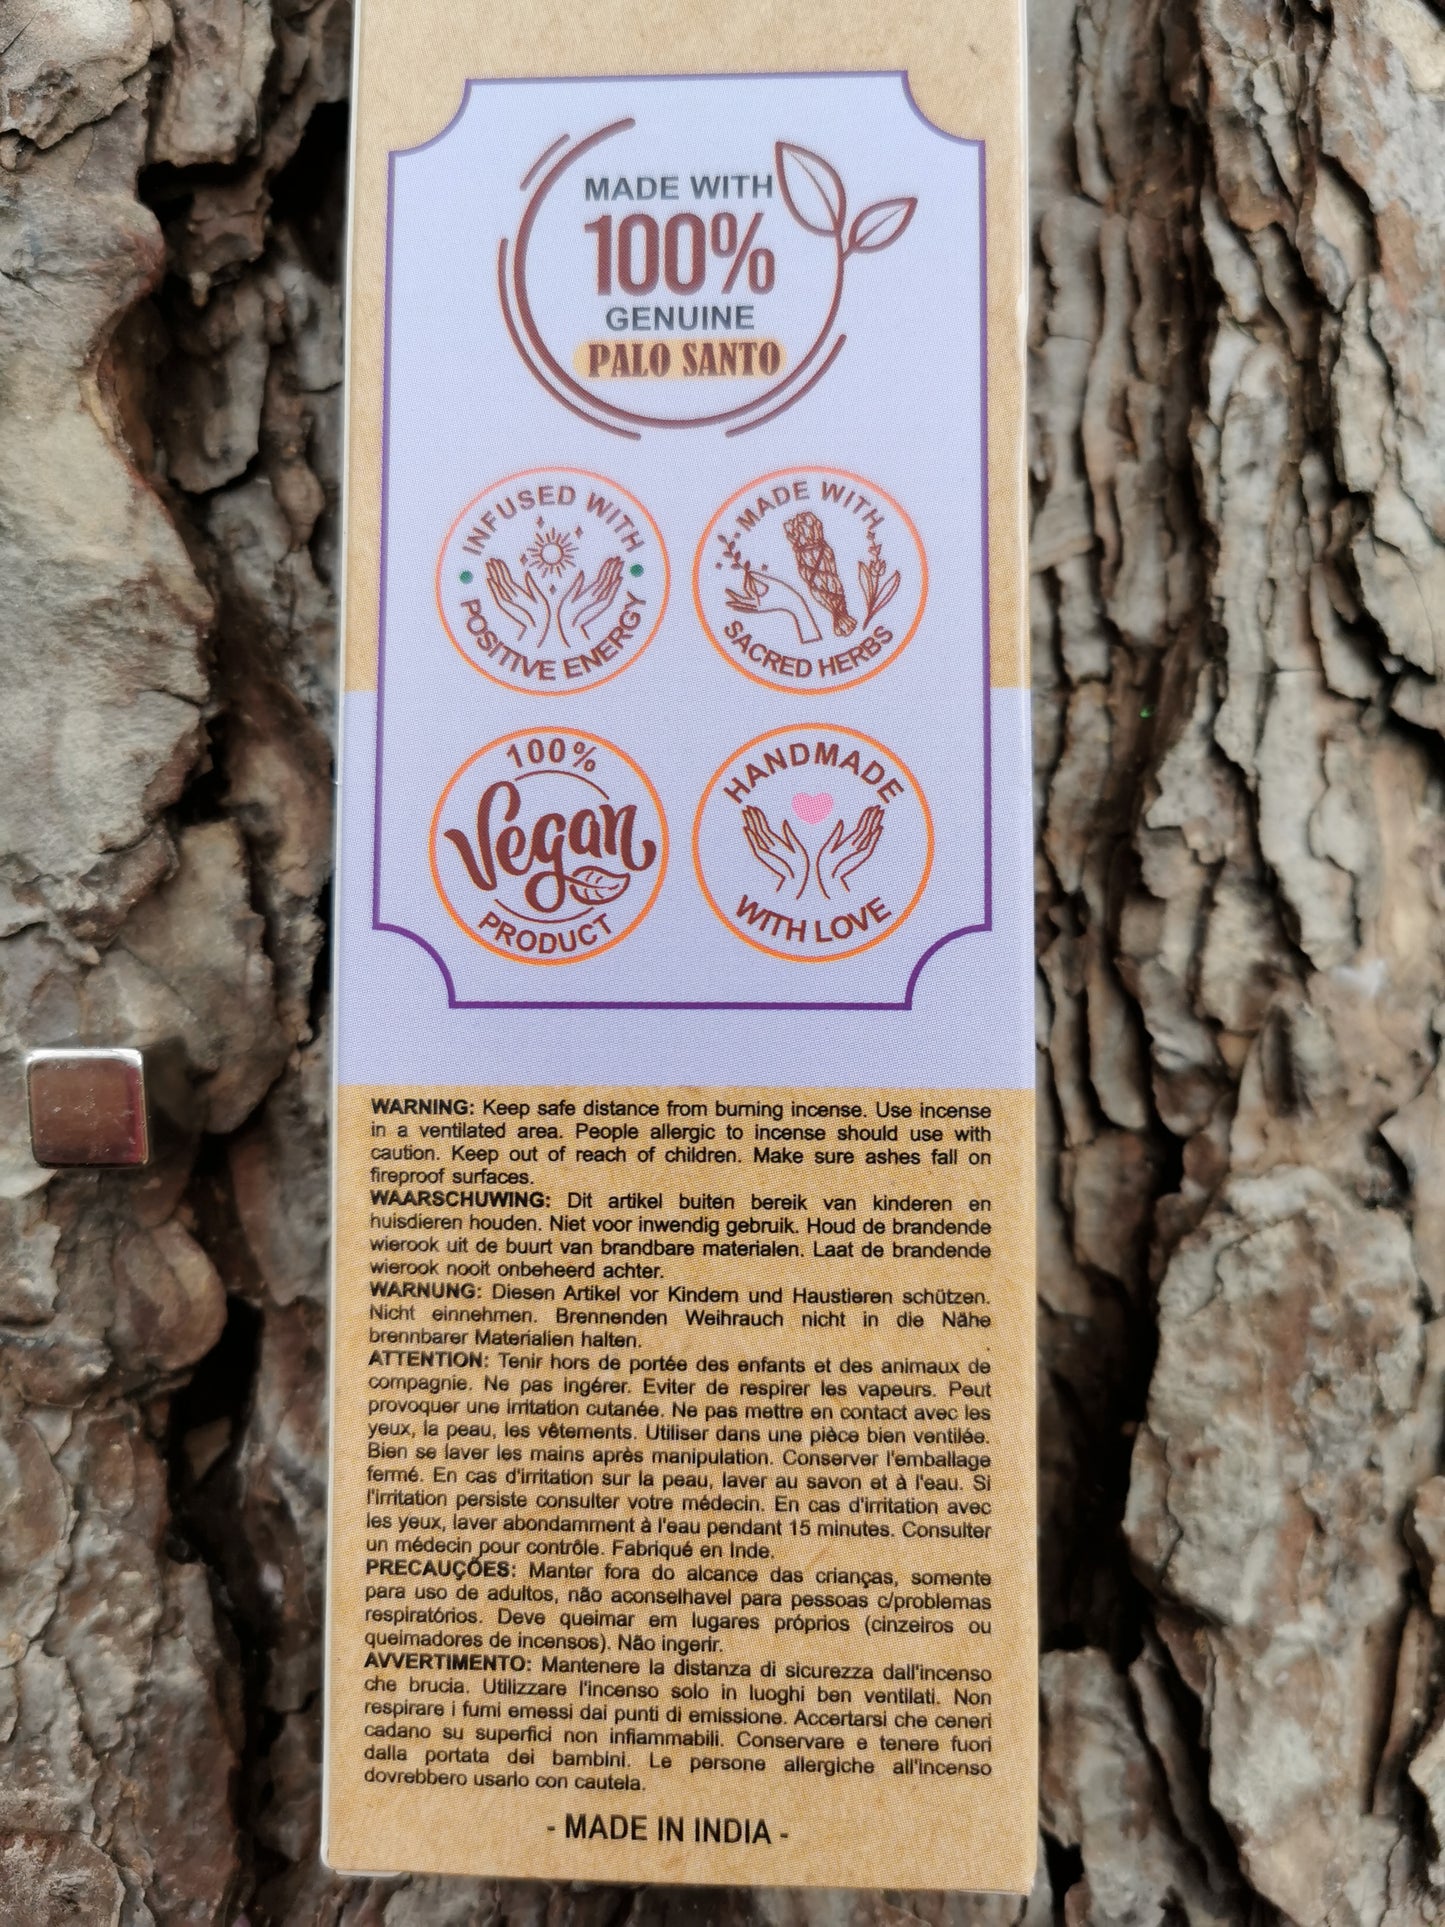 MADE WITH
100%
GENUINE
PALO SANTO
INFUSED WITH
POSITIVE ENERGY
MADE WITH
SACRED HERBS
100%
Vegan
PRODUCT
HANDMADE
WITH LOVE
WARNING: Keep safe distance from burning incense. Use incense
in a ventilated area. People allergic to incense should use with
caution. Keep out of reach of children. Make sure ashes fall on
fireproof surfaces.
WAARSCHUWING: Dit artikel buiten bereik van kinderen en
huisdieren houden. Niet voor inwendig gebruik. Houd de brandende
wierook uit de buurt van brandbare materialen. Laat de brandende
wierook nooit onbeheerd achter.
WARNUNG: Diesen Artikel vor Kindern und Haustieren schützen.
Nicht einnehmen. Brennenden Weihrauch nicht in die Nähe
brennbarer Materialien halten.
ATTENTION: Tenir hors de portée des enfants et des animaux de
compagnie. Ne pas ingérer. Eviter de respirer les vapeurs. Peut
provoquer une irritation cutanée. Ne pas mettre en contact avec les
yeux, la peau, les vêtements. Utiliser dans une pièce bien ventilée.
Bien se laver les mains après manipulation. Conserver l'emballage
fermé. En cas d'irritation sur la peau, laver au savon et à l'eau. Si
l'irritation persiste consulter votre médecin. En cas d'irritation avec
les yeux, laver abondamment à l'eau pendant 15 minutes. Consulter
un médecin pour contrôle. Fabriqué en Inde.
PRECAUÇÕES: Manter fora do alcance das crianças, somente
para uso de adultos, não aconselhavel para pessoas c/problemas
respiratórios. Deve queimar em lugares próprios (cinzeiros ou
queimadores de incensos). Não ingerir.
AVVERTIMENTO: Mantenere la distanza di sicurezza dall'incenso
che brucia. Utilizzare l'incenso solo in luoghi ben ventilati. Non
respirare i fumi emessi dai punti di emissione. Accertarsi che ceneri
cadano su superfici non infiammabili. Conservare e tenere fuori
dalla portata dei bambini. Le persone allergiche all'incenso
dovrebbero usarlo con cautela.
- MADE IN INDIA -